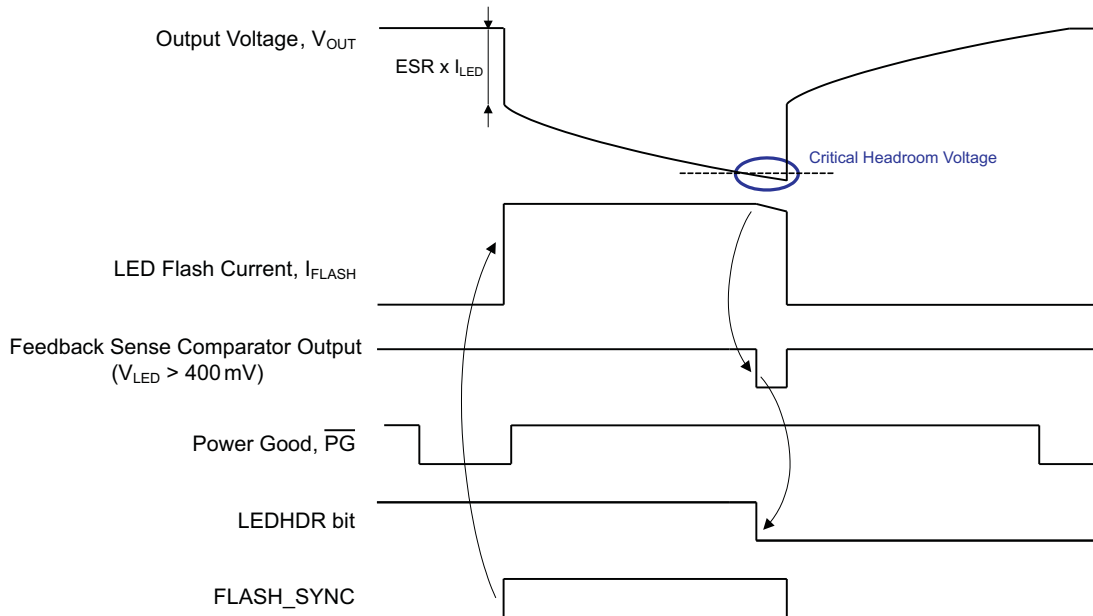 Output Voltage, VOUT
ESR x ILED
Critical Headroom Voltage
LED Flash Current, IFLASH
Feedback Sense Comparator Output
(VLED > 400 mV)
Power Good, PG
LEDHDR bit
FLASH_SYNC